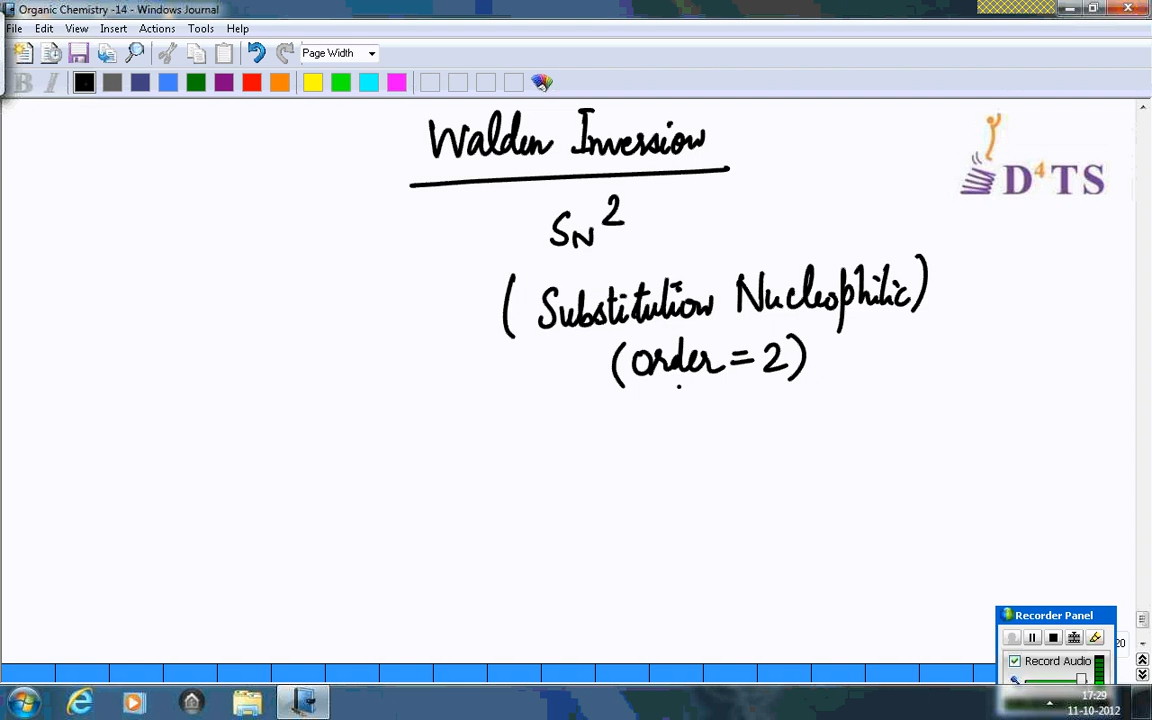 Organic Chemistry -14 - Windows Journal
File Edit View Insert Actions Tools Help
Page Width
B I
Walden Inversion
D4TS
SN2
(Substitution Nucleophilic)
(order = 2)
Recorder Panel
20
Record Audio
17:29
11-10-2012